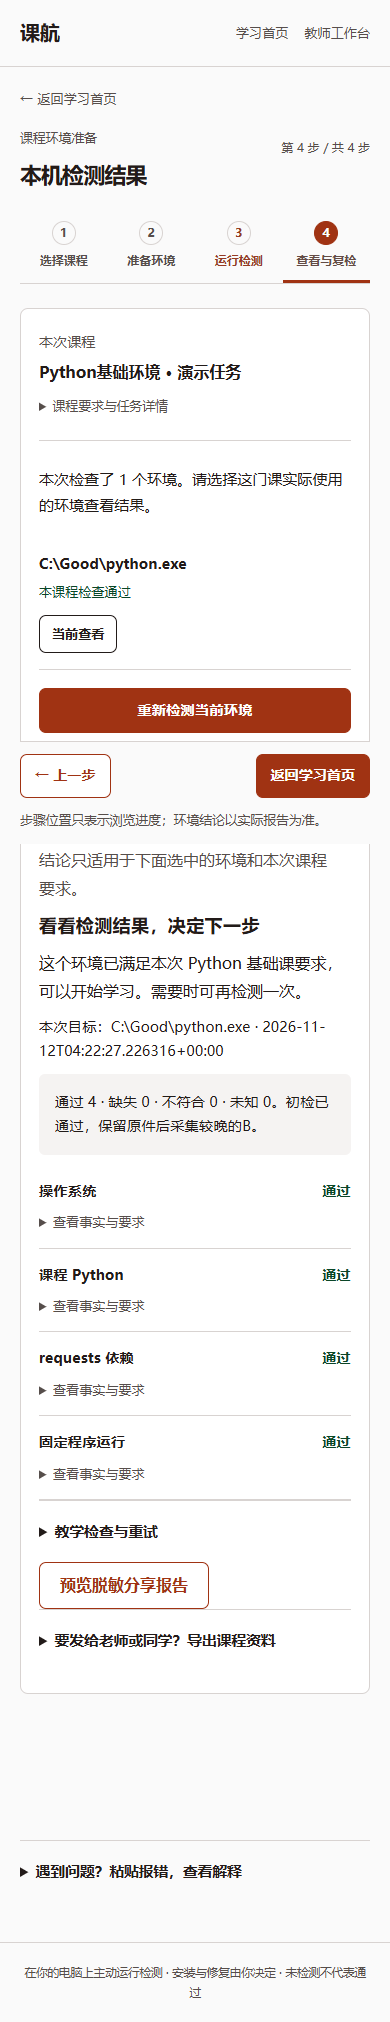 课航
学习首页 教师工作台
← 返回学习首页
课程环境准备
第 4 步 / 共 4 步
本机检测结果
1 2 3 4
选择课程 准备环境 运行检测 查看与复检
本次课程
Python基础环境 • 演示任务
▶ 课程要求与任务详情
本次检查了 1 个环境。请选择这门课实际使用
的环境查看结果。
C:\Good\python.exe
本课程检查通过
当前查看
重新检测当前环境
← 上一步
返回学习首页
步骤位置只表示浏览进度；环境结论以实际报告为准。
结论只适用于下面选中的环境和本次课程
要求。
看看检测结果，决定下一步
这个环境已满足本次 Python 基础课要求，
可以开始学习。需要时可再检测一次。
本次目标：C:\Good\python.exe · 2026-11-
12T04:22:27.226316+00:00
通过 4 · 缺失 0 · 不符合 0 · 未知 0。初检已
通过，保留原件后采集较晚的B。
操作系统 通过
▶ 查看事实与要求
课程 Python 通过
▶ 查看事实与要求
requests 依赖 通过
▶ 查看事实与要求
固定程序运行 通过
▶ 查看事实与要求
▶ 教学检查与重试
预览脱敏分享报告
▶ 要发给老师或同学？导出课程资料
▶ 遇到问题？粘贴报错，查看解释
在你的电脑上主动运行检测 · 安装与修复由你决定 · 未检测不代表通
过